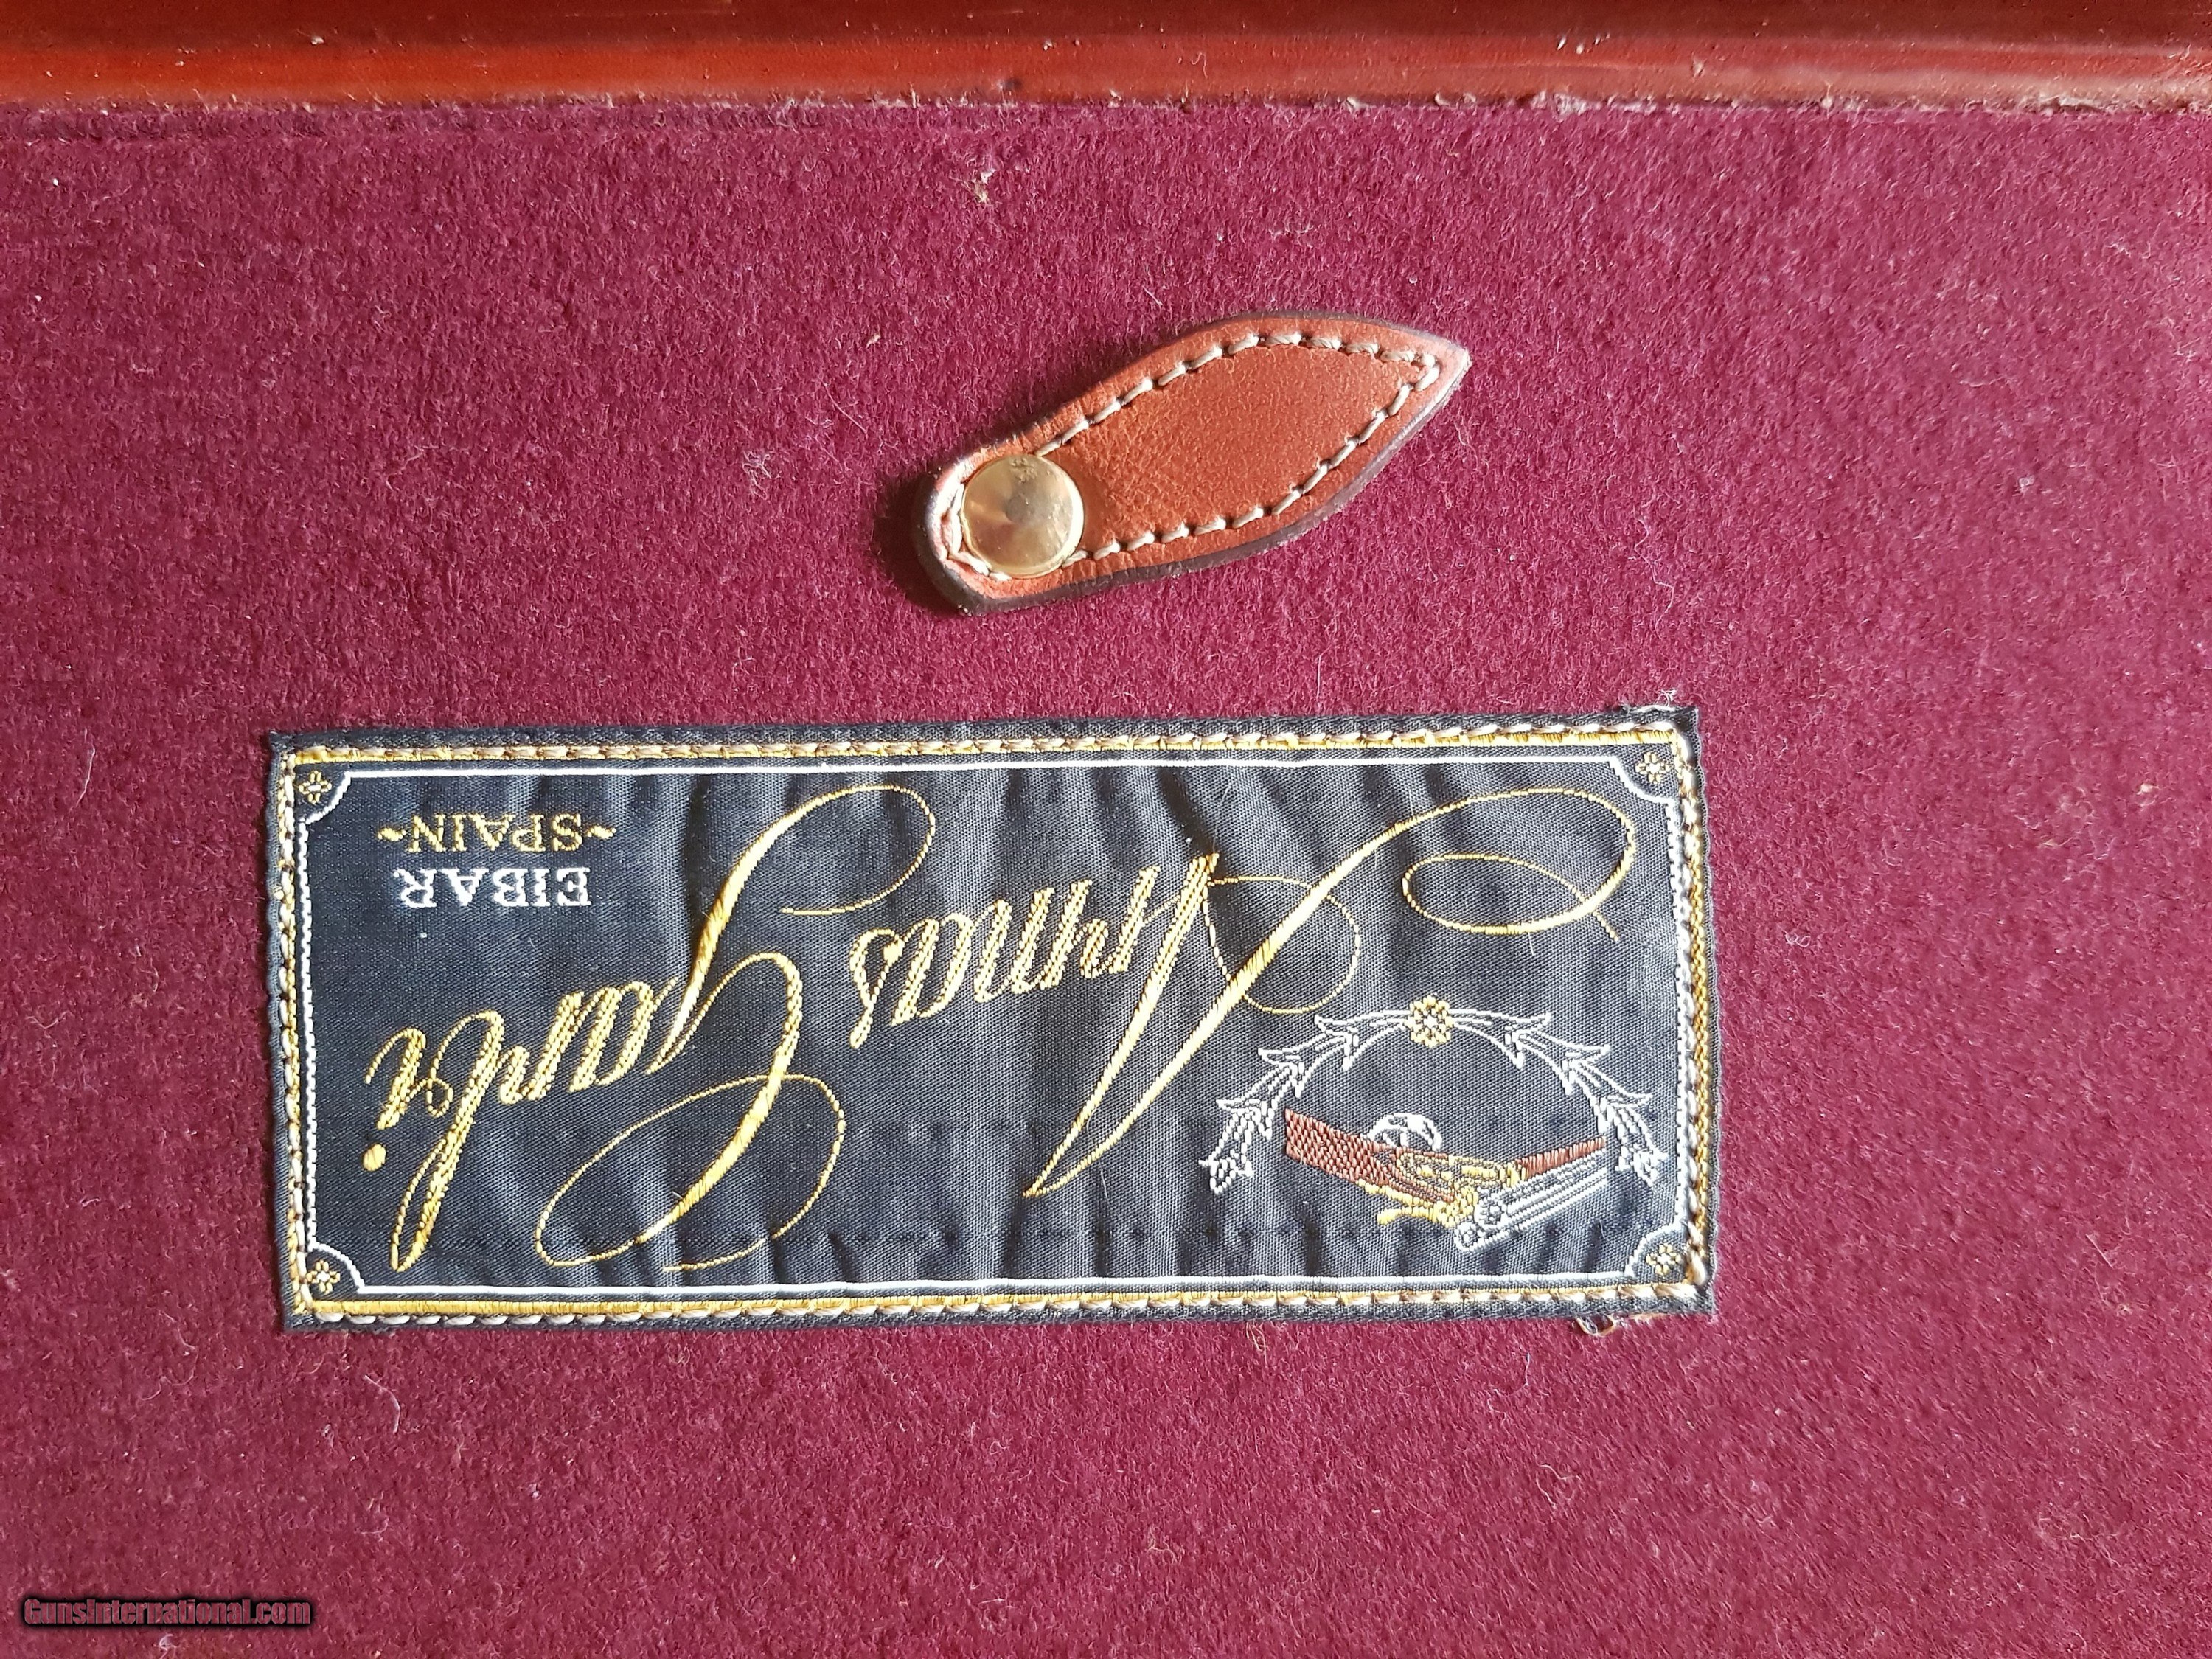 Armas Garbi
EIBAR
~SPAIN~
GunsInternational.com